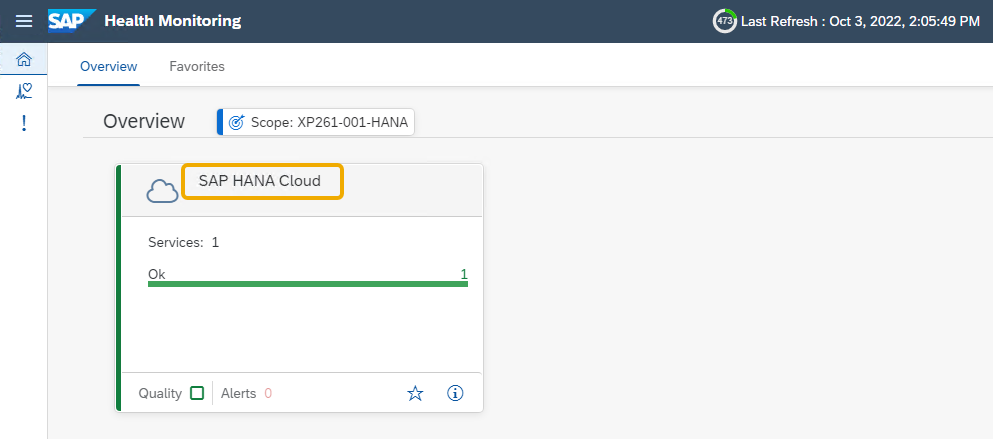 SAP Health Monitoring 473 Last Refresh : Oct 3, 2022, 2:05:49 PM
Overview Favorites
Overview Scope: XP261-001-HANA
SAP HANA Cloud
Services: 1
Ok 1
Quality Alerts 0